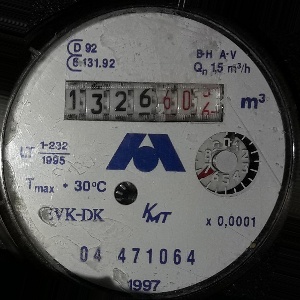 D 92
6 131.92
B·H A-V
Qn 1,5 m³/h
1326602
m³
1-232
1995
Tmax + 30°C
EVK-DK
KMT
x 0,0001
04 471064
1997